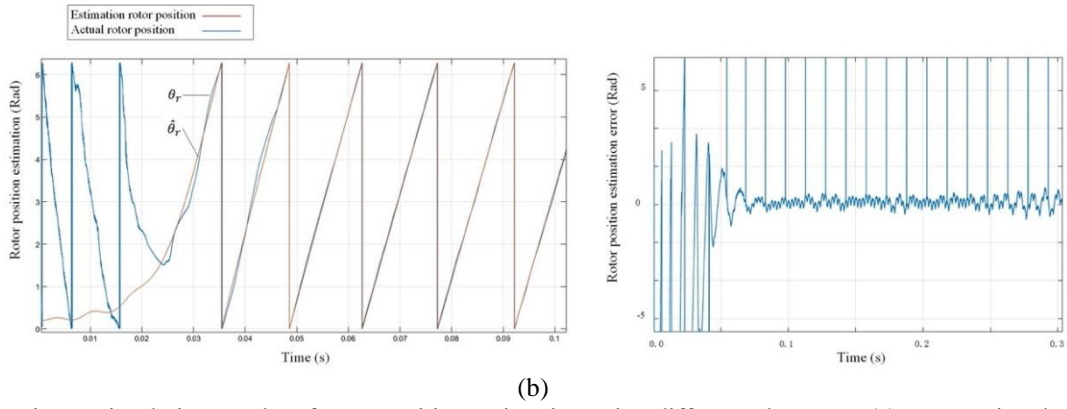 Estimation rotor position
Actual rotor position
Rotor position estimation (Rad)
6
5
4
3
2
1
0
θr
θ̂r
0.01
0.02
0.03
0.04
0.05
0.06
0.07
0.08
0.09
0.1
Time (s)
Rotor position estimation error (Rad)
5
0
-5
0.0
0.1
0.2
0.3
Time (s)
(b)